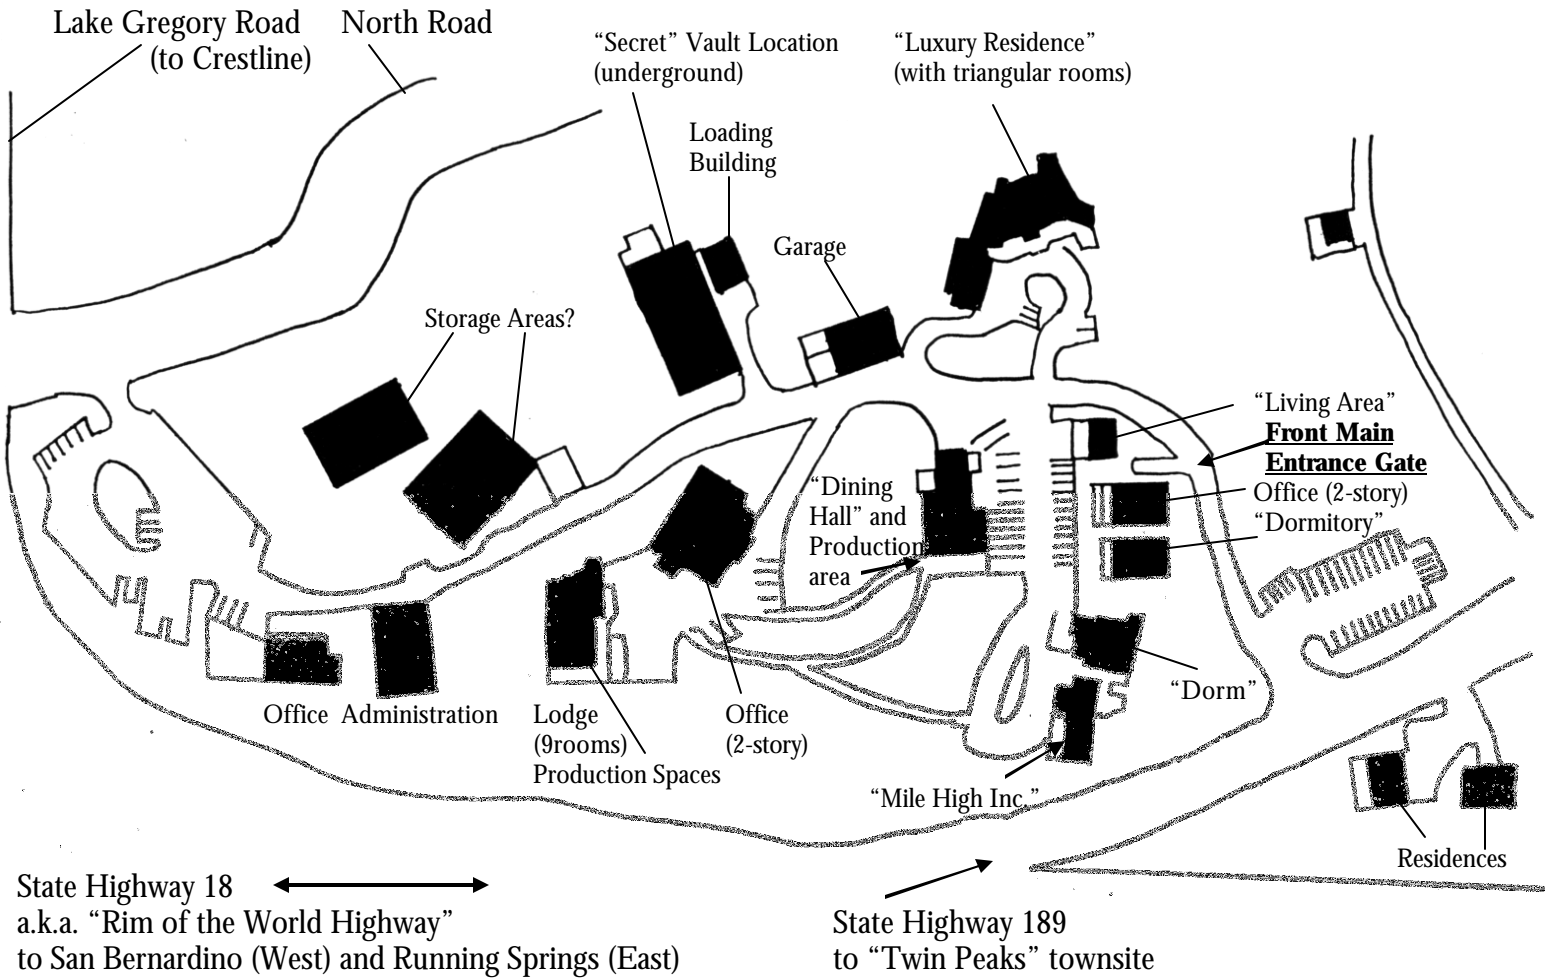 Lake Gregory Road
(to Crestline)
North Road
“Secret” Vault Location
(underground)
“Luxury Residence”
(with triangular rooms)
Loading
Building
Garage
Storage Areas?
“Living Area”
Front Main
Entrance Gate
Office (2-story)
“Dormitory”
“Dining
Hall” and
Production
area
“Dorm”
Office
Administration
Lodge
(9rooms)
Production Spaces
Office
(2-story)
“Mile High Inc.”
Residences
State Highway 18
a.k.a. “Rim of the World Highway”
to San Bernardino (West) and Running Springs (East)
State Highway 189
to “Twin Peaks” townsite